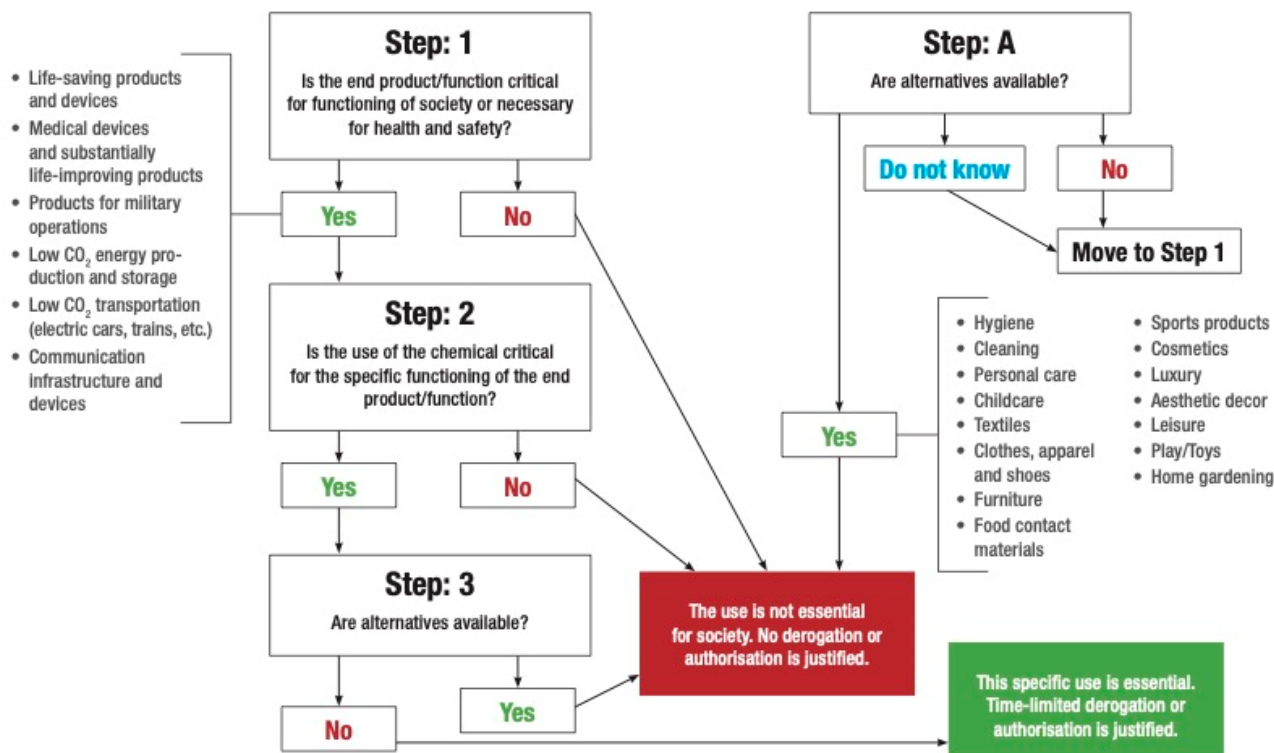 Step: 1
Is the end product/function critical
for functioning of society or necessary
for health and safety?
• Life-saving products
and devices
• Medical devices
and substantially
life-improving products
• Products for military
operations
• Low CO₂ energy pro-
duction and storage
• Low CO₂ transportation
(electric cars, trains, etc.)
• Communication
infrastructure and
devices
Yes
No
Step: 2
Is the use of the chemical critical
for the specific functioning of the end
product/function?
Yes
No
Step: 3
Are alternatives available?
No
Yes
Step: A
Are alternatives available?
Do not know
No
Move to Step 1
Yes
• Hygiene
• Cleaning
• Personal care
• Childcare
• Textiles
• Clothes, apparel
and shoes
• Furniture
• Food contact
materials
• Sports products
• Cosmetics
• Luxury
• Aesthetic decor
• Leisure
• Play/Toys
• Home gardening
The use is not essential
for society. No derogation or
authorisation is justified.
This specific use is essential.
Time-limited derogation or
authorisation is justified.